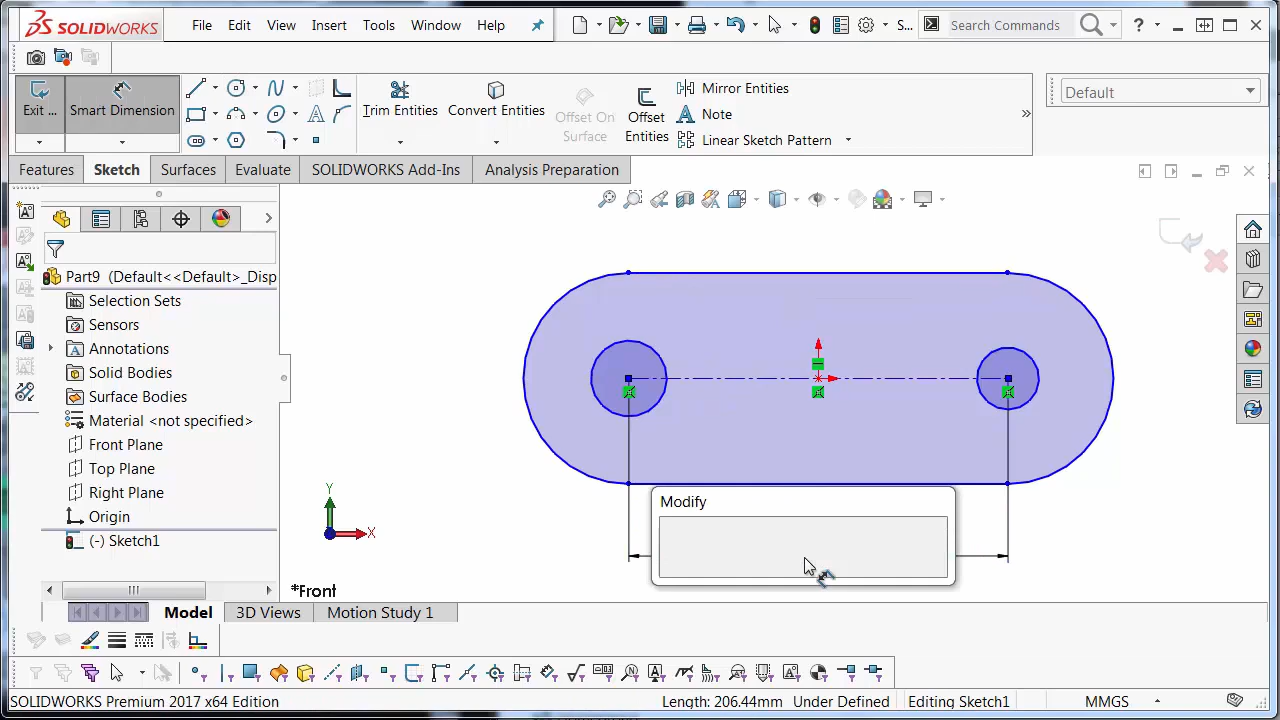 SOLIDWORKS File Edit View Insert Tools Window Help S... Search Commands ?
Exit ... Smart Dimension Trim Entities Convert Entities Offset On Surface Offset Entities Mirror Entities Default
Note
Linear Sketch Pattern
Features Sketch Surfaces Evaluate SOLIDWORKS Add-Ins Analysis Preparation
Part9 (Default<<Default>_Disp
Selection Sets
Sensors
Annotations
Solid Bodies
Surface Bodies
Material <not specified>
Front Plane
Top Plane
Right Plane
Origin
(-) Sketch1
Y
X
*Front
Modify
Model 3D Views Motion Study 1
SOLIDWORKS Premium 2017 x64 Edition Length: 206.44mm Under Defined Editing Sketch1 MMGS